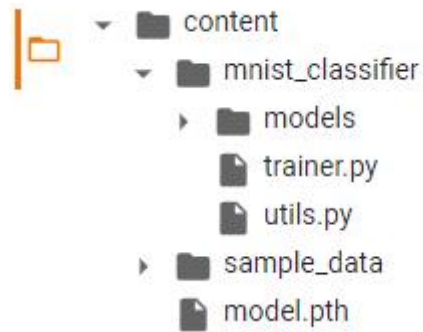 content
mnist_classifier
models
trainer.py
utils.py
sample_data
model.pth